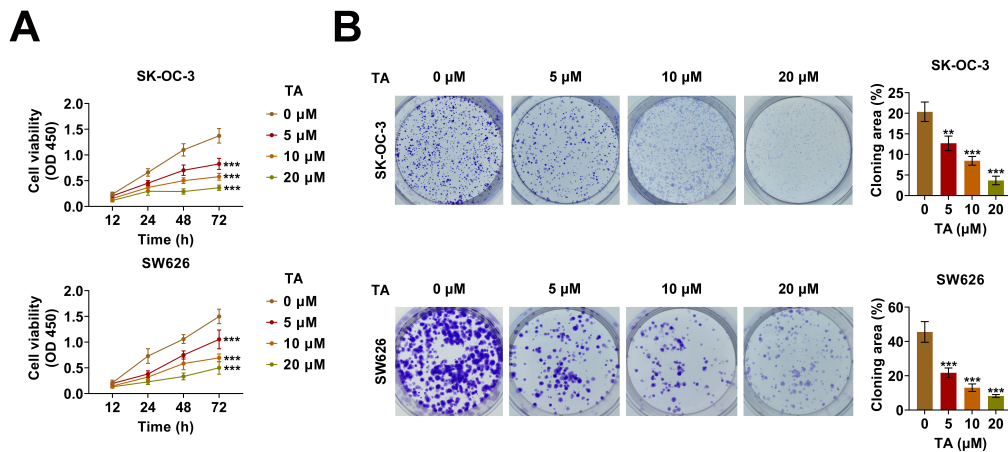 A
SK-OC-3
Cell viability
(OD 450)
2.0
1.5
1.0
0.5
0.0
12 24 48 72
Time (h)
TA
0 µM
5 µM
10 µM
20 µM
***
***
***
SW626
Cell viability
(OD 450)
2.0
1.5
1.0
0.5
0.0
12 24 48 72
Time (h)
TA
0 µM
5 µM
10 µM
20 µM
***
***
***
B
TA 0 µM 5 µM 10 µM 20 µM
SK-OC-3
SK-OC-3
Cloning area (%)
25
20
15
10
5
0
**
***
***
0 5 10 20
TA (µM)
TA 0 µM 5 µM 10 µM 20 µM
SW626
SW626
Cloning area (%)
60
40
20
0
***
***
***
0 5 10 20
TA (µM)